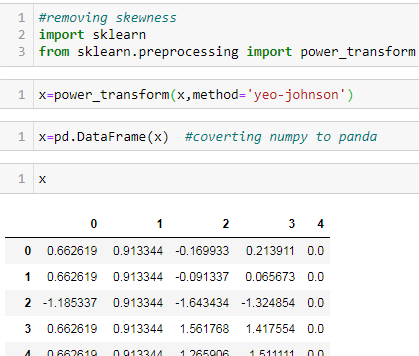 1 #removing skewness
2 import sklearn
3 from sklearn.preprocessing import power_transform
1 x=power_transform(x,method='yeo-johnson')
1 x=pd.DataFrame(x) #coverting numpy to panda
1 x
0 1 2 3 4
0 0.662619 0.913344 -0.169933 0.213911 0.0
1 0.662619 0.913344 -0.091337 0.065673 0.0
2 -1.185337 0.913344 -1.643434 -1.324854 0.0
3 0.662619 0.913344 1.561768 1.417554 0.0
4 0.662619 0.913344 1.265906 1.511111 0.0